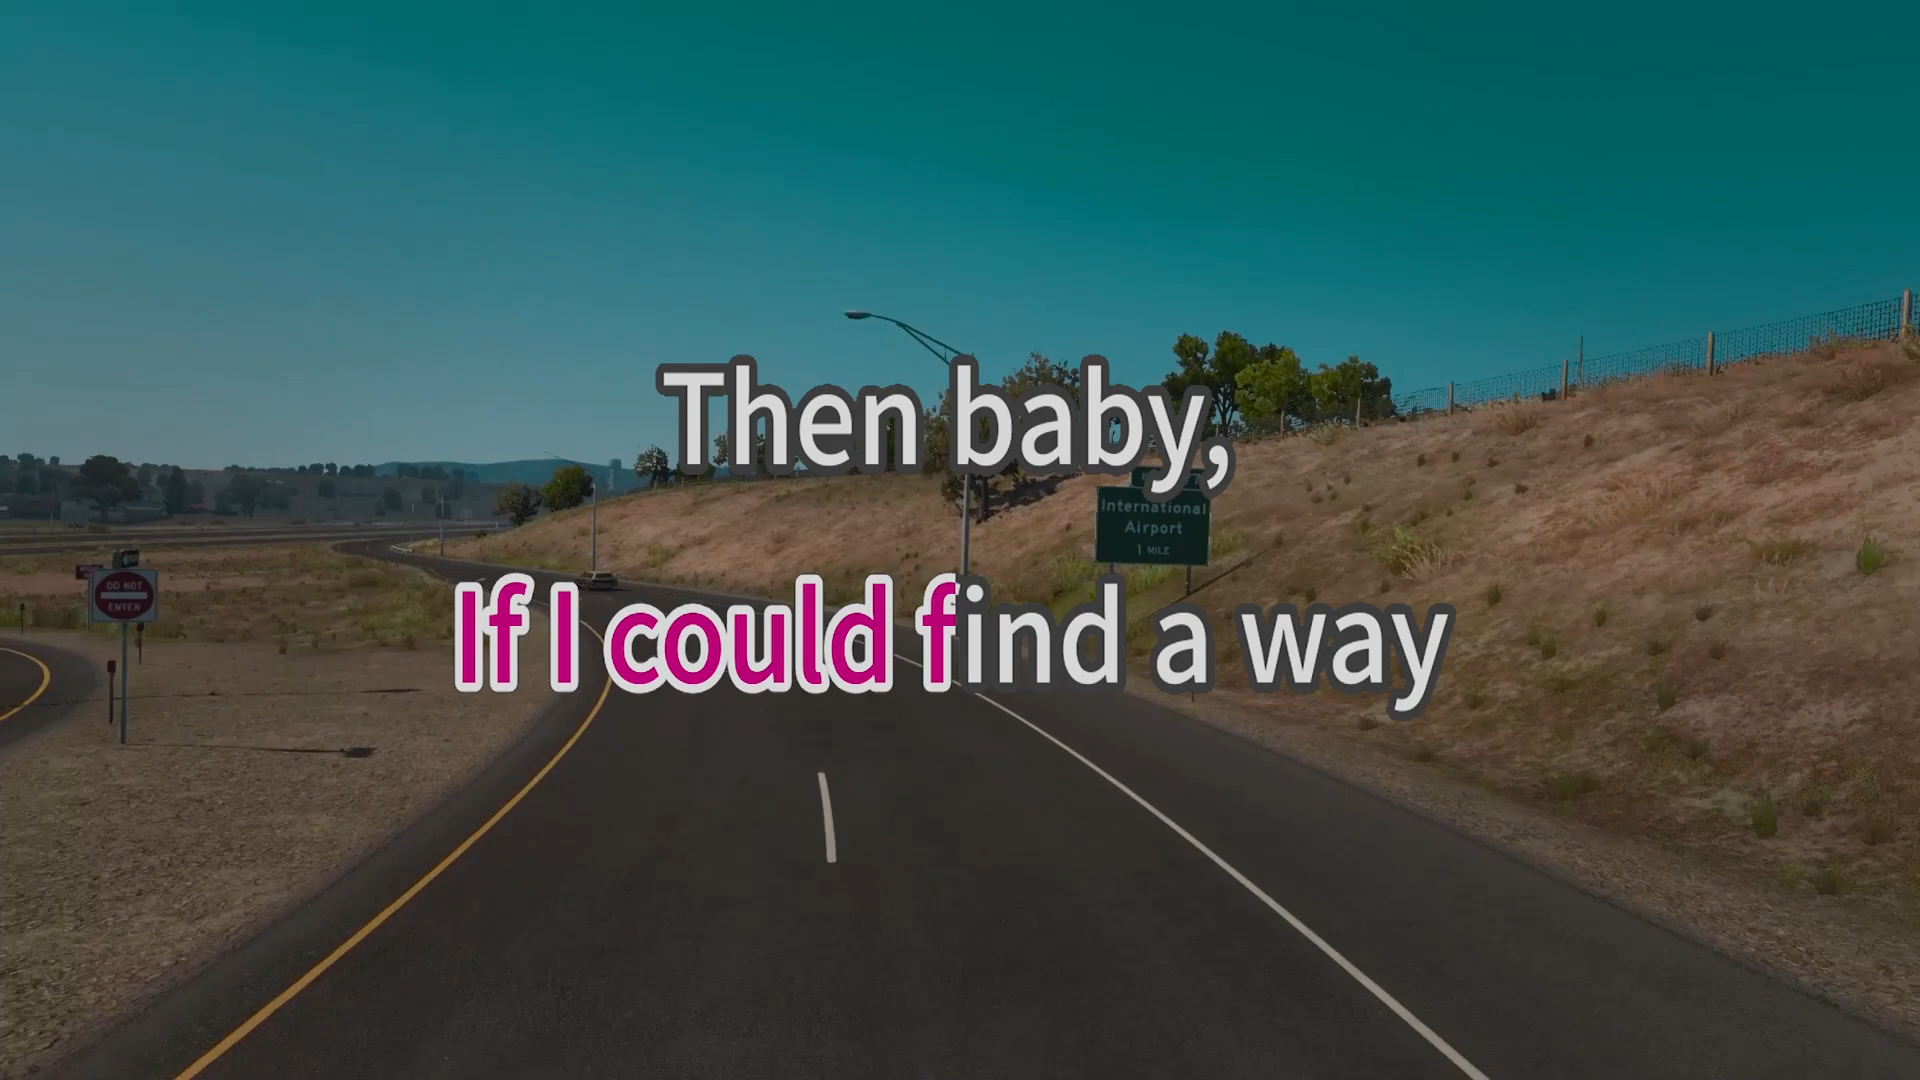 Then baby,
International
Airport
1 MILE
If I could find a way
DO NOT
ENTER